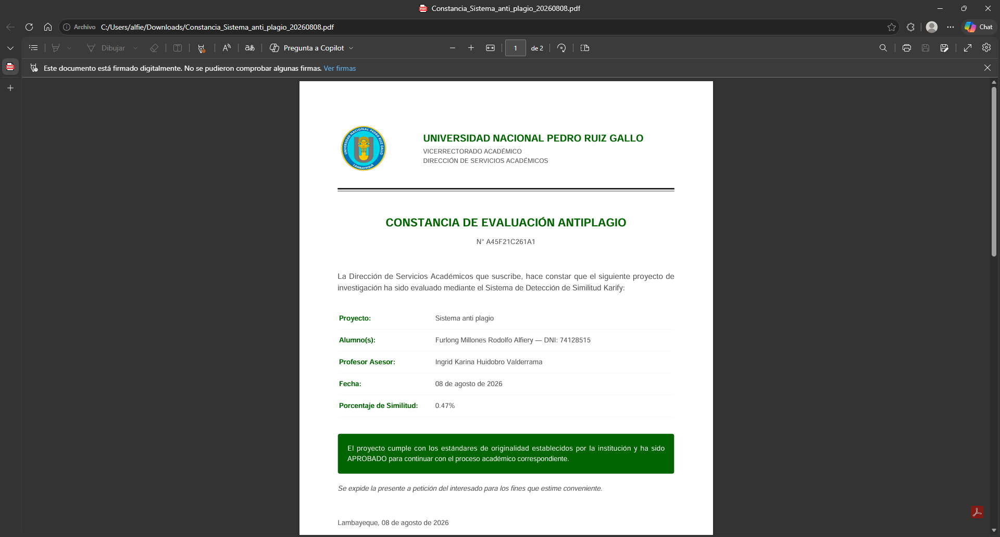 Constancia_Sistema_anti_plagio_20260808.pdf
Archivo C:/Users/alfie/Downloads/Constancia_Sistema_anti_plagio_20260808.pdf
Chat
Dibujar
Pregunta a Copilot
1 de 2
Este documento está firmado digitalmente. No se pudieron comprobar algunas firmas. Ver firmas
UNIVERSIDAD NACIONAL PEDRO RUIZ GALLO
LAMBAYEQUE
UNIVERSIDAD NACIONAL PEDRO RUIZ GALLO
VICERRECTORADO ACADÉMICO
DIRECCIÓN DE SERVICIOS ACADÉMICOS
CONSTANCIA DE EVALUACIÓN ANTIPLAGIO
N° A45F21C261A1
La Dirección de Servicios Académicos que suscribe, hace constar que el siguiente proyecto de
investigación ha sido evaluado mediante el Sistema de Detección de Similitud Karify:
Proyecto: Sistema anti plagio
Alumno(s): Furlong Millones Rodolfo Alfiery — DNI: 74128515
Profesor Asesor: Ingrid Karina Huidobro Valderrama
Fecha: 08 de agosto de 2026
Porcentaje de Similitud: 0.47%
El proyecto cumple con los estándares de originalidad establecidos por la institución y ha sido
APROBADO para continuar con el proceso académico correspondiente.
Se expide la presente a petición del interesado para los fines que estime conveniente.
Lambayeque, 08 de agosto de 2026